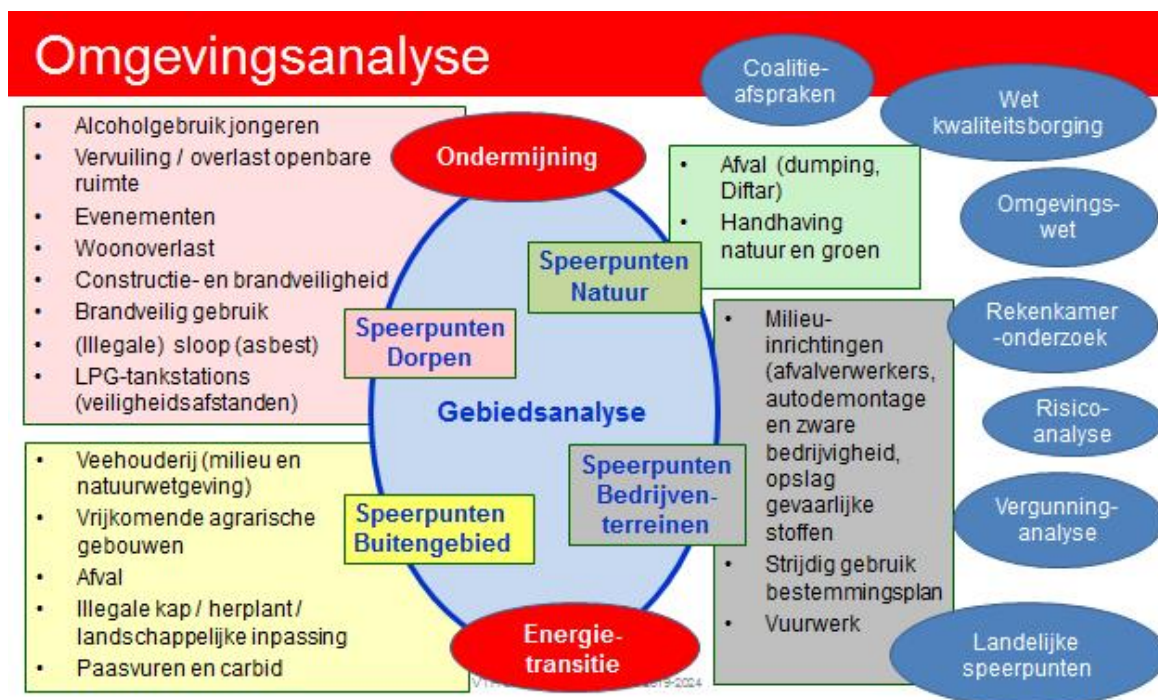 Omgevingsanalyse
Coalitie-
afspraken
Wet
kwaliteitsborging
Omgevings-
wet
Rekenkamer
-onderzoek
Risico-
analyse
Vergunning-
analyse
Landelijke
speerpunten
• Alcoholgebruik jongeren
• Vervuiling / overlast openbare
ruimte
• Evenementen
• Woonoverlast
• Constructie- en brandveiligheid
• Brandveilig gebruik
• (Illegale) sloop (asbest)
• LPG-tankstations
(veiligheidsafstanden)
Ondermijning
• Afval (dumping,
Diftar)
• Handhaving
natuur en groen
Speerpunten
Natuur
Speerpunten
Dorpen
Gebiedsanalyse
• Milieu-
inrichtingen
(afvalverwerkers,
autodemontage
en zware
bedrijvigheid,
opslag
gevaarlijke
stoffen
• Strijdig gebruik
bestemmingsplan
• Vuurwerk
Speerpunten
Bedrijven-
terreinen
• Veehouderij (milieu en
natuurwetgeving)
• Vrijkomende agrarische
gebouwen
• Afval
• Illegale kap / herplant /
landschappelijke inpassing
• Paasvuren en carbid
Speerpunten
Buitengebied
Energie-
transitie
-2024